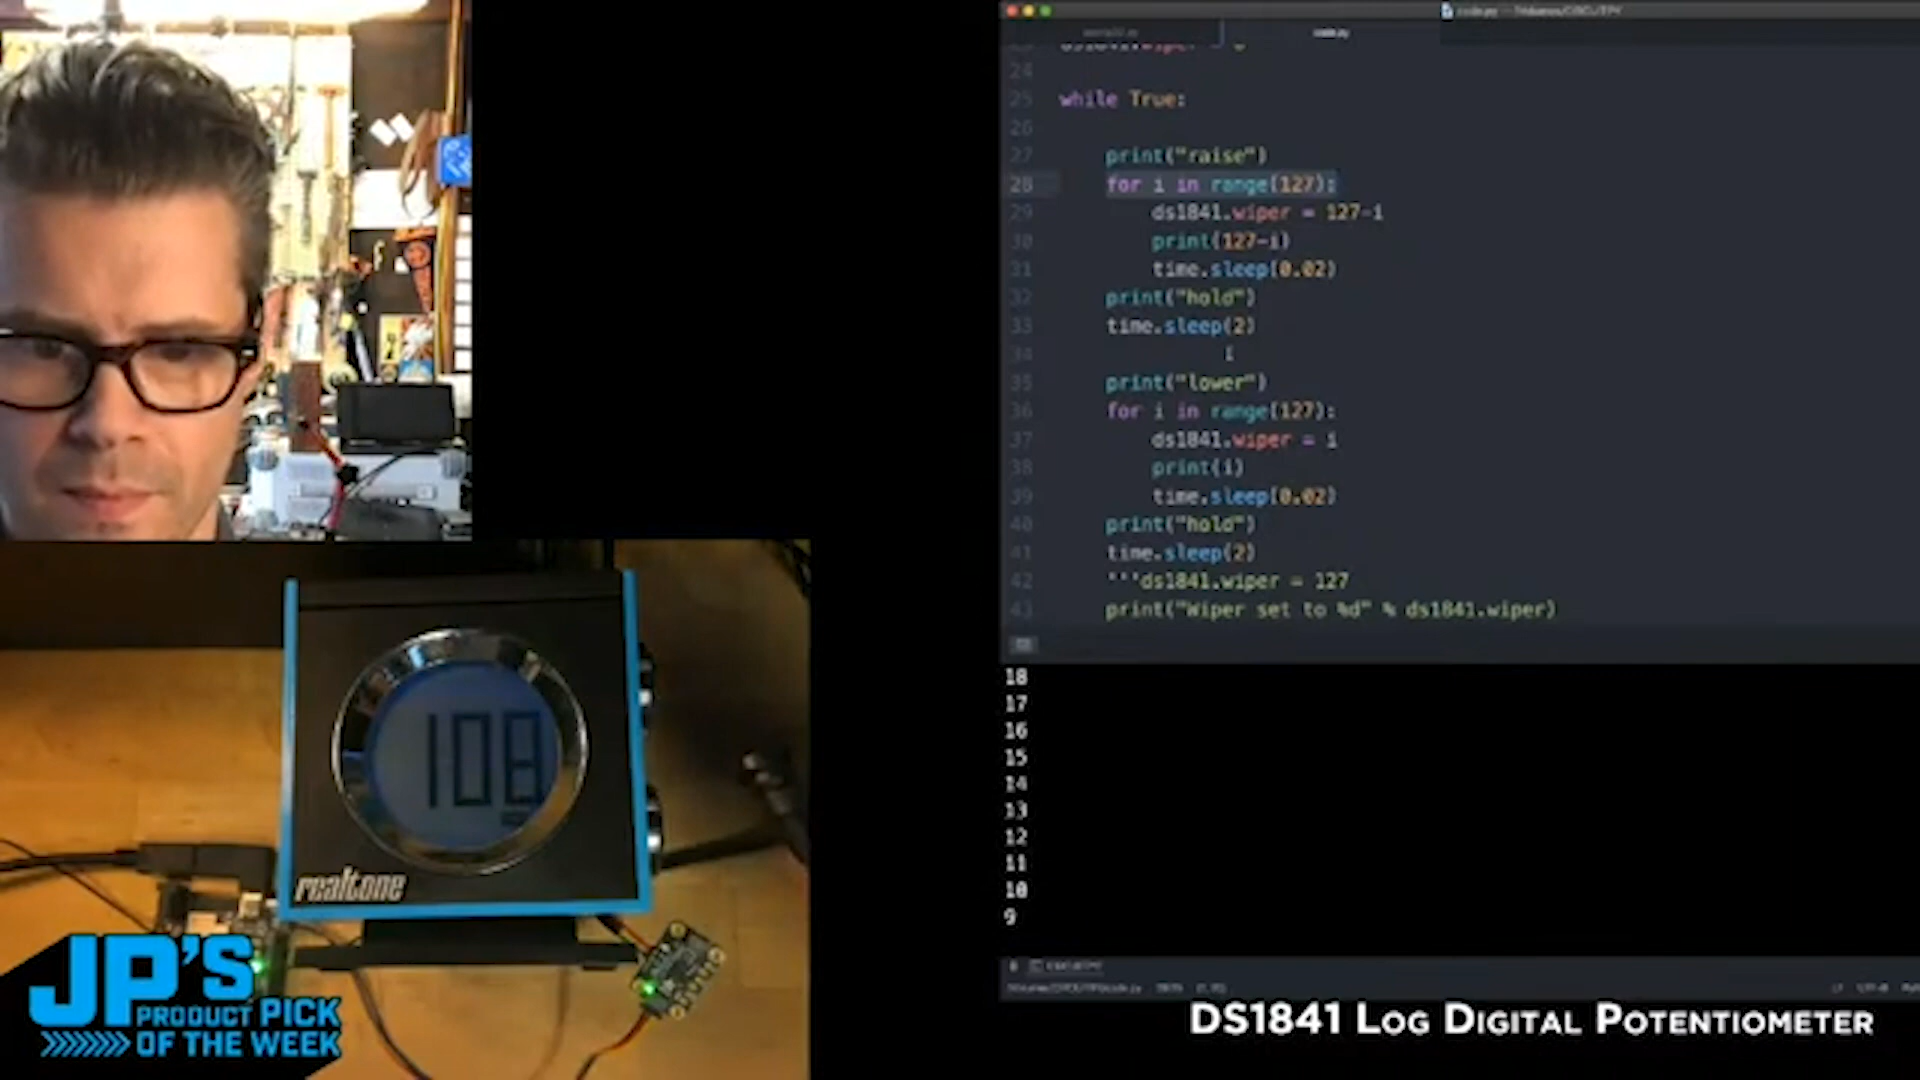 108
realtone
JP'S
PRODUCT PICK
OF THE WEEK
24
25 while True:
26
27 print("raise")
28 for i in range(127):
29 ds1841.wiper = 127-i
30 print(127-i)
31 time.sleep(0.02)
32 print("hold")
33 time.sleep(2)
34
35 print("lower")
36 for i in range(127):
37 ds1841.wiper = i
38 print(i)
39 time.sleep(0.02)
40 print("hold")
41 time.sleep(2)
42 '''ds1841.wiper = 127
43 print("Wiper set to %d" % ds1841.wiper)
18
17
16
15
14
13
12
11
10
9
DS1841 LOG DIGITAL POTENTIOMETER